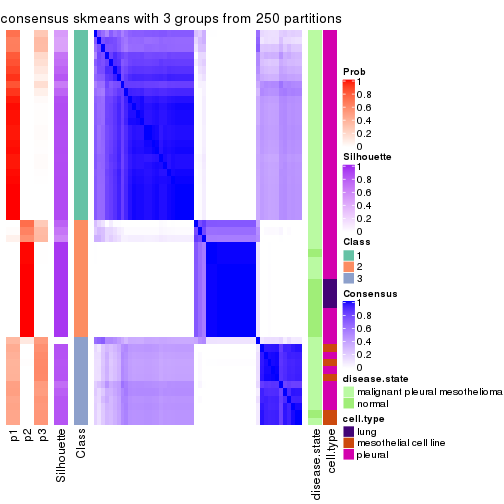 consensus skmeans with 3 groups from 250 partitions
Prob
1
0.8
0.6
0.4
0.2
0
Silhouette
1
0.8
0.6
0.4
0.2
0
Class
1
2
3
Consensus
1
0.8
0.6
0.4
0.2
0
disease.state
malignant pleural mesothelioma
normal
cell.type
lung
mesothelial cell line
pleural
p1
p2
p3
Silhouette
Class
disease.state
cell.type